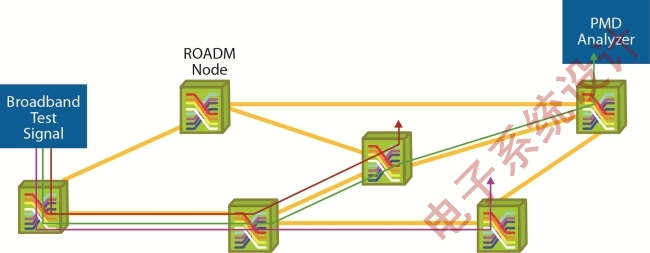 PMD
Analyzer
ROADM
Node
Broadband
Test
Signal
电子系统设计